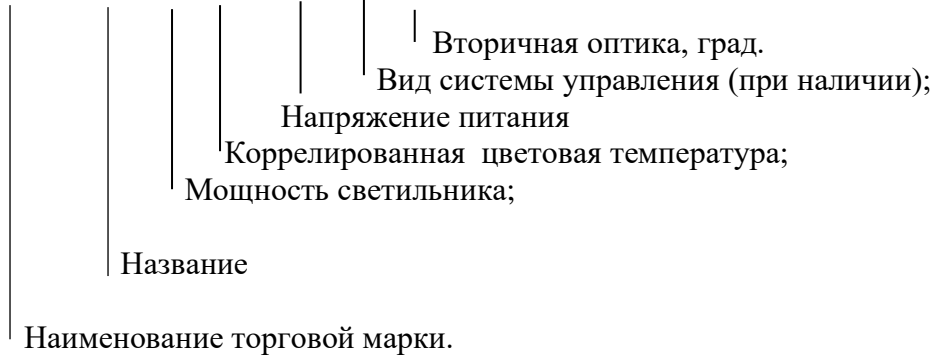 Вторичная оптика, град.
Вид системы управления (при наличии);
Напряжение питания
Коррелированная цветовая температура;
Мощность светильника;
Название
Наименование торговой марки.